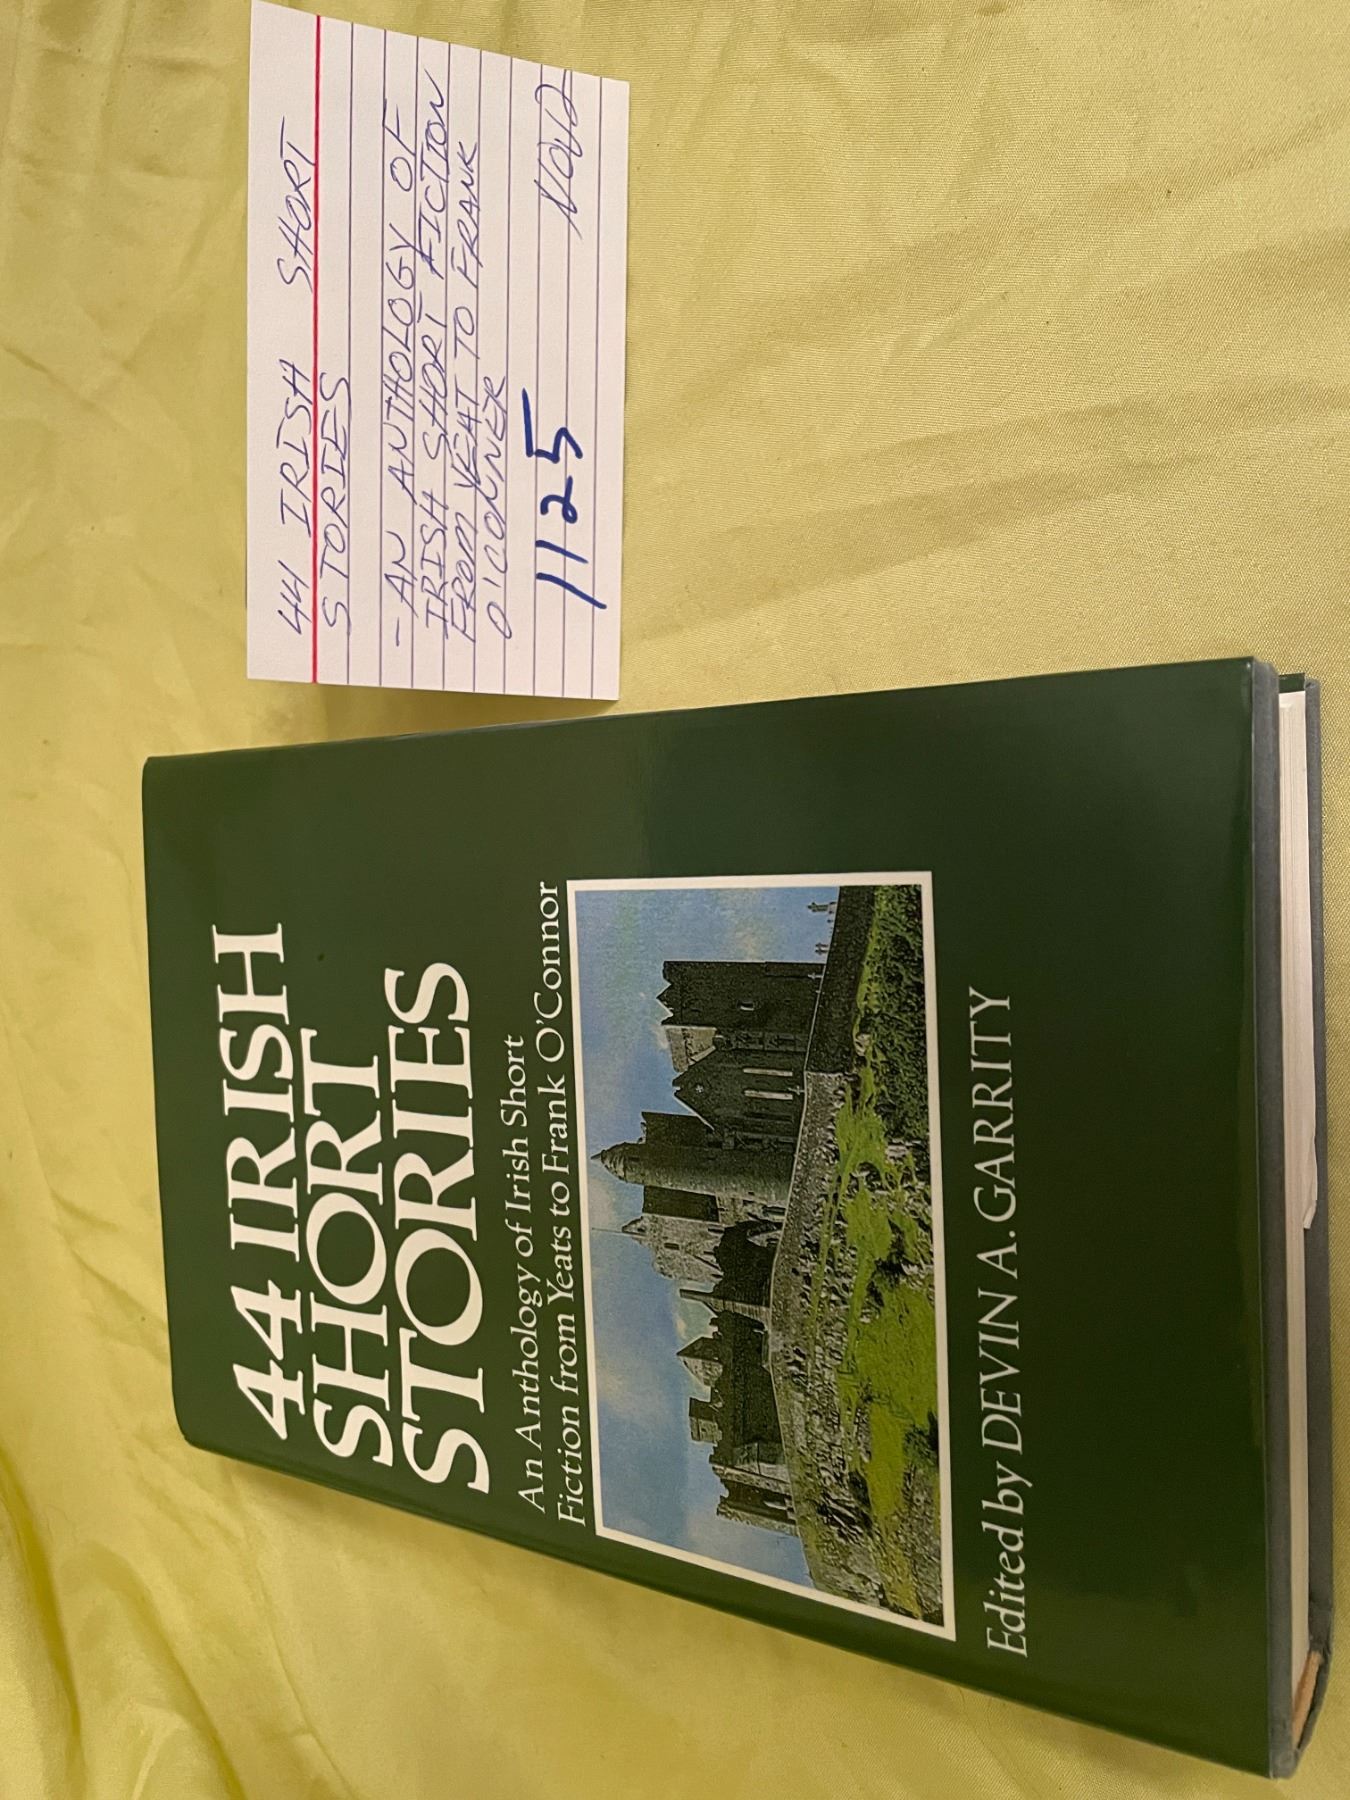 44 IRISH SHORT
STORIES
- AN ANTHOLOGY OF
IRISH SHORT FICTION
FROM YEAT TO FRANK
O'CONNER
1125
44 IRISH
SHORT
STORIES
An Anthology of Irish Short
Fiction from Yeats to Frank O'Connor
Edited by DEVIN A. GARRITY